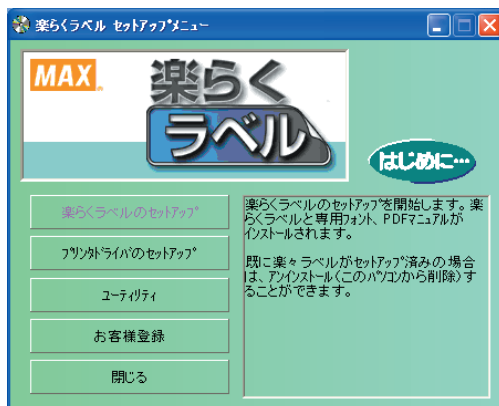 楽らくラベル ｾｯﾄｱｯﾌﾟﾒﾆｭｰ
MAX
楽らく
ラベル
はじめに…
楽らくラベルのｾｯﾄｱｯﾌﾟ
ﾌﾟﾘﾝﾀﾄﾞﾗｲﾊﾞのｾｯﾄｱｯﾌﾟ
ﾕｰﾃｨﾘﾃｨ
お客様登録
閉じる
楽らくラベルのｾｯﾄｱｯﾌﾟを開始します。楽
らくラベルと専用ﾌｫﾝﾄ、PDFﾏﾆｭｱﾙが
ｲﾝｽﾄｰﾙされます。
既に楽々ラベルがｾｯﾄｱｯﾌﾟ済みの場合
は、ｱﾝｲﾝｽﾄｰﾙ(このﾊﾟｿｺﾝから削除)す
ることができます。